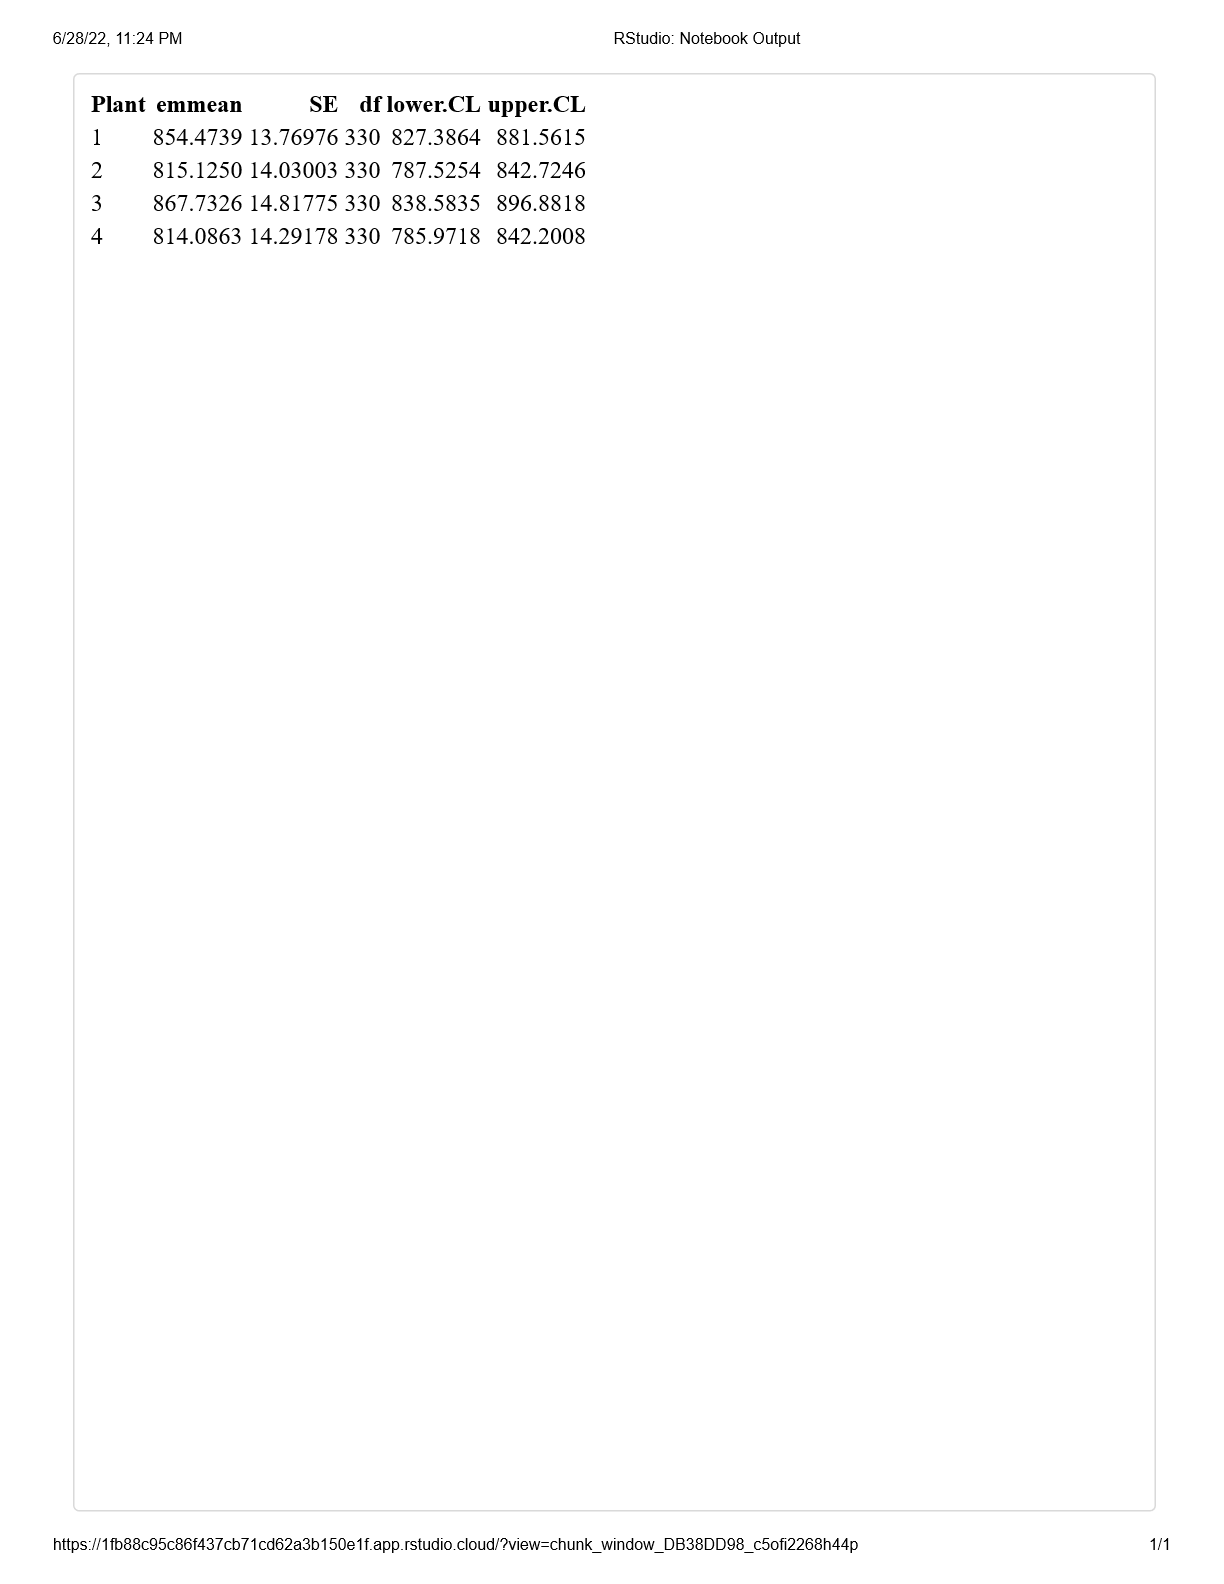 6/28/22, 11:24 PM RStudio: Notebook Output
Plant emmean SE df lower.CL upper.CL
1 854.4739 13.76976 330 827.3864 881.5615
2 815.1250 14.03003 330 787.5254 842.7246
3 867.7326 14.81775 330 838.5835 896.8818
4 814.0863 14.29178 330 785.9718 842.2008
https://1fb88c95c86f437cb71cd62a3b150e1f.app.rstudio.cloud/?view=chunk_window_DB38DD98_c5ofi2268h44p 1/1